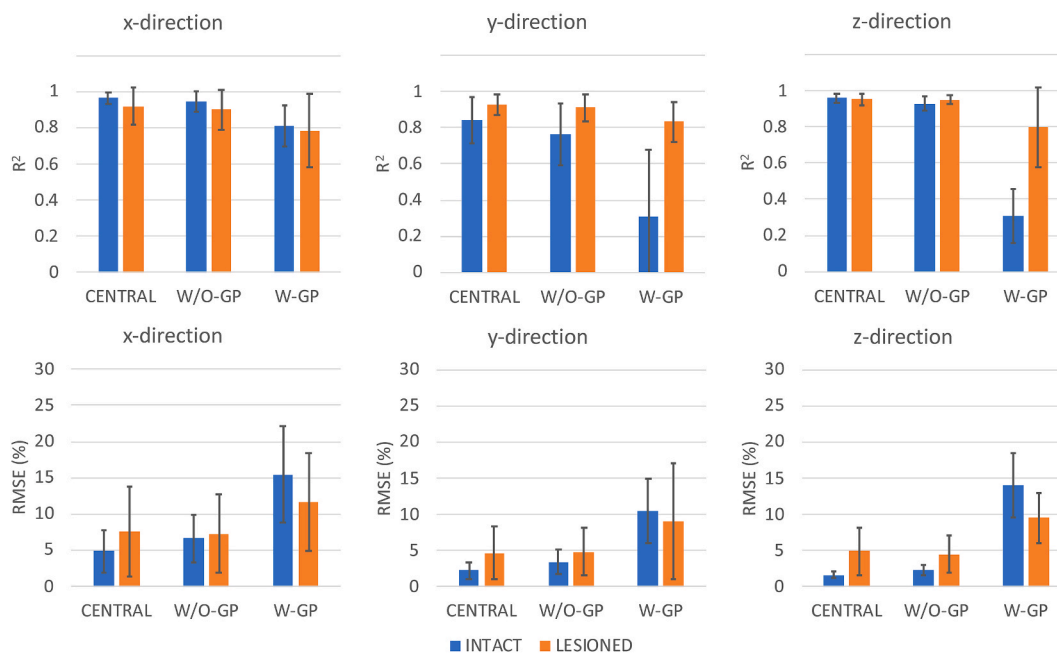 x-direction
y-direction
z-direction
R²
1
0.8
0.6
0.4
0.2
0
CENTRAL W/O-GP W-GP
R²
1
0.8
0.6
0.4
0.2
0
CENTRAL W/O-GP W-GP
R²
1
0.8
0.6
0.4
0.2
0
CENTRAL W/O-GP W-GP
x-direction
y-direction
z-direction
RMSE (%)
30
25
20
15
10
5
0
CENTRAL W/O-GP W-GP
RMSE (%)
30
25
20
15
10
5
0
CENTRAL W/O-GP W-GP
RMSE (%)
30
25
20
15
10
5
0
CENTRAL W/O-GP W-GP
INTACT LESIONED